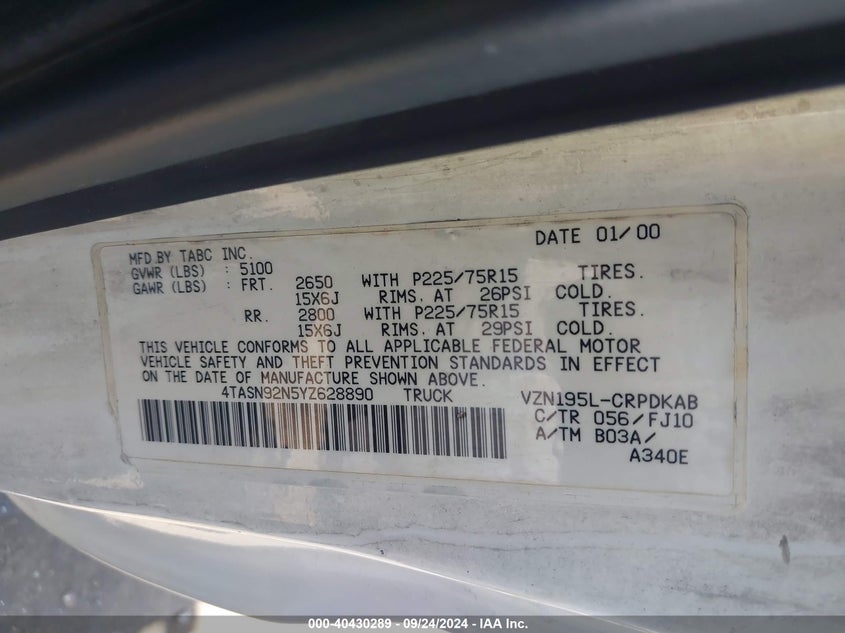 DATE 01/00
MFD.BY TABC INC.
GVWR (LBS) : 5100
GAWR (LBS) : FRT. 2650 WITH P225/75R15 TIRES.
15X6J RIMS. AT 26PSI COLD.
RR. 2800 WITH P225/75R15 TIRES.
15X6J RIMS. AT 29PSI COLD.
THIS VEHICLE CONFORMS TO ALL APPLICABLE FEDERAL MOTOR
VEHICLE SAFETY AND THEFT PREVENTION STANDARDS IN EFFECT
ON THE DATE OF MANUFACTURE SHOWN ABOVE.
4TASN92N5YZ628890 TRUCK VZN195L-CRPDKAB
C/TR 056/FJ10
A/TM B03A/
A340E
000-40430289 - 09/24/2024 - IAA Inc.